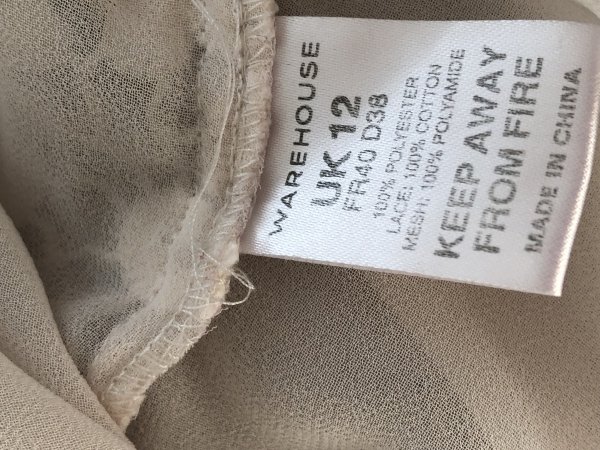 WAREHOUSE
UK 12
FR40 D38
100% POLYESTER
LACE: 100% COTTON
MESH: 100% POLYAMIDE
KEEP AWAY
FROM FIRE
MADE IN CHINA